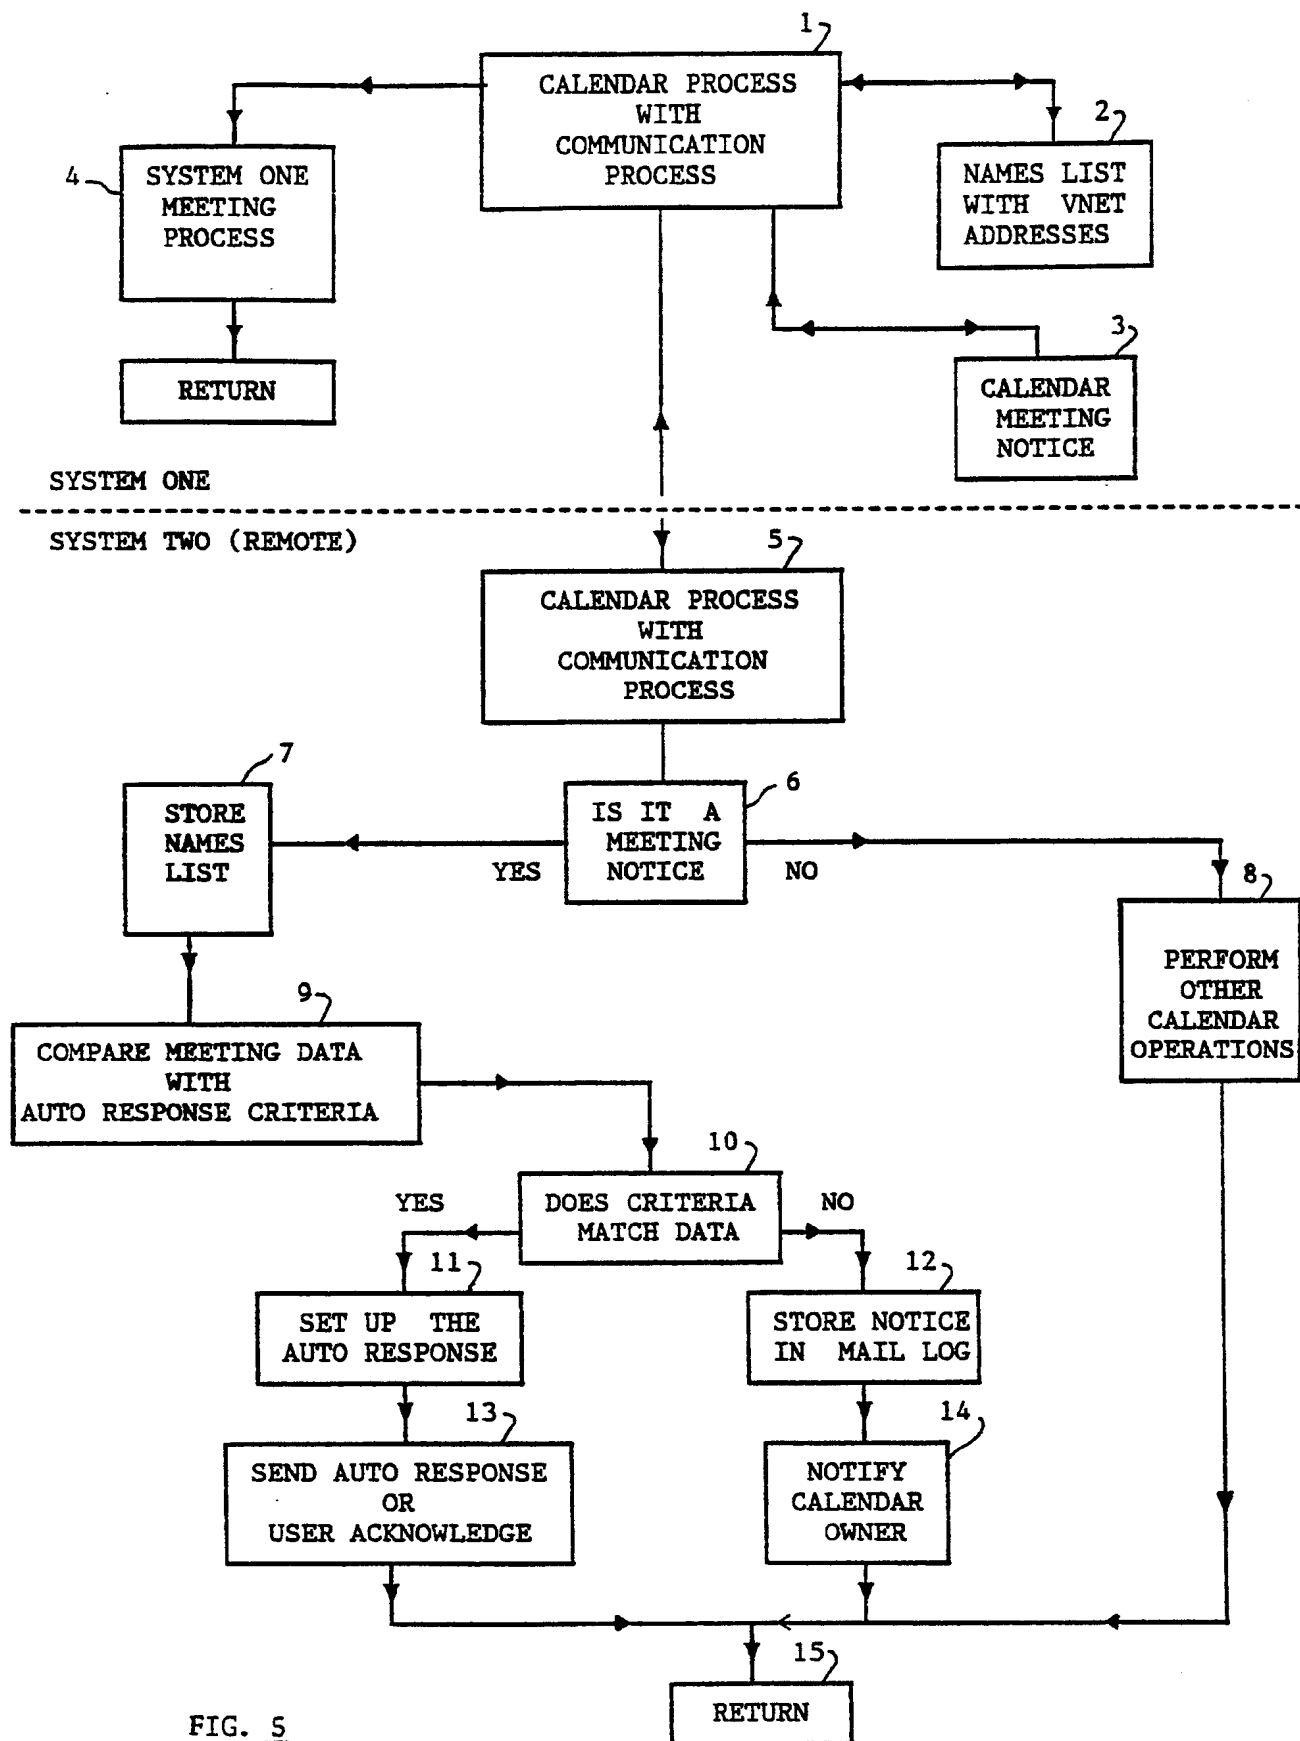 1
CALENDAR PROCESS
WITH
COMMUNICATION
PROCESS
2
NAMES LIST
WITH VNET
ADDRESSES
4
SYSTEM ONE
MEETING
PROCESS
3
CALENDAR
MEETING
NOTICE
RETURN
SYSTEM ONE
SYSTEM TWO (REMOTE)
5
CALENDAR PROCESS
WITH
COMMUNICATION
PROCESS
7
STORE
NAMES
LIST
6
IS IT A
MEETING
NOTICE
YES
NO
8
PERFORM
OTHER
CALENDAR
OPERATIONS
9
COMPARE MEETING DATA
WITH
AUTO RESPONSE CRITERIA
10
DOES CRITERIA
MATCH DATA
YES
NO
11
SET UP THE
AUTO RESPONSE
12
STORE NOTICE
IN MAIL LOG
13
SEND AUTO RESPONSE
OR
USER ACKNOWLEDGE
14
NOTIFY
CALENDAR
OWNER
15
RETURN
FIG. 5